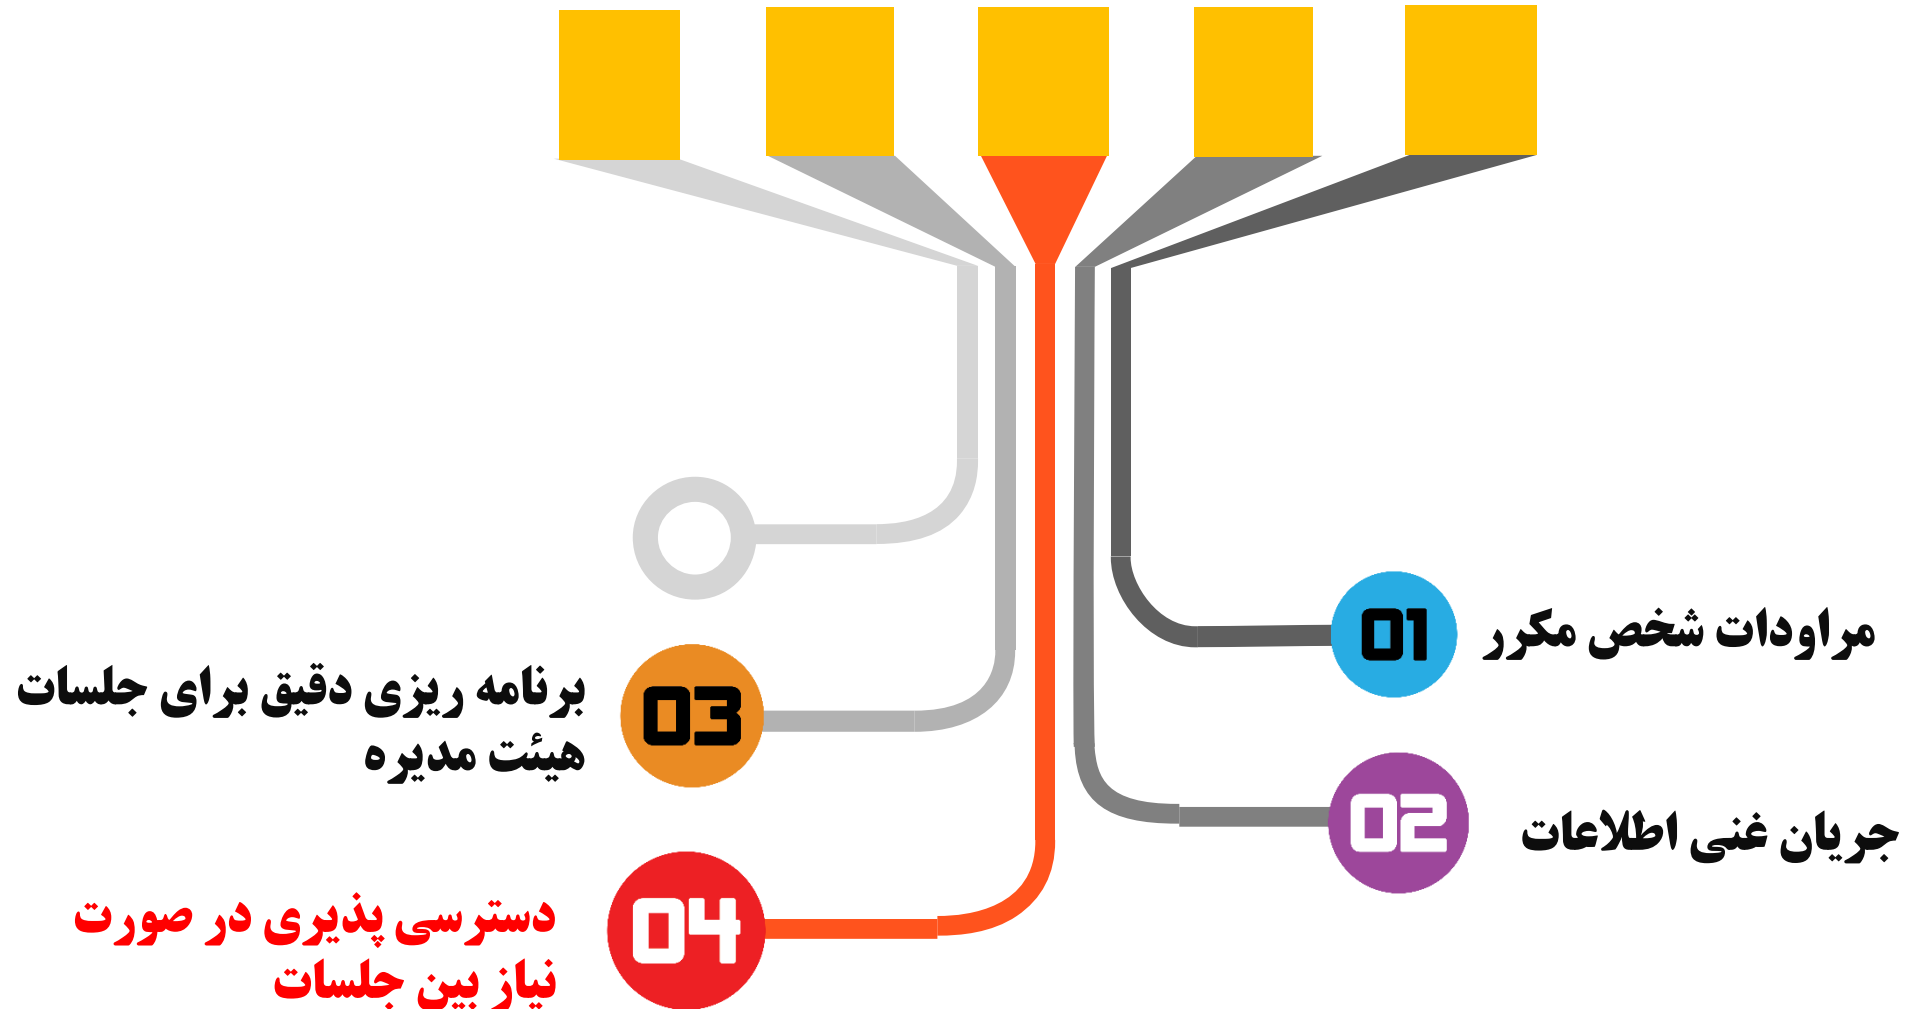 01
مراودات شخص مکرر
02
جریان غنی اطلاعات
03
برنامه ریزی دقیق برای جلسات
هیئت مدیره
04
دسترسی پذیری در صورت
نیاز بین جلسات